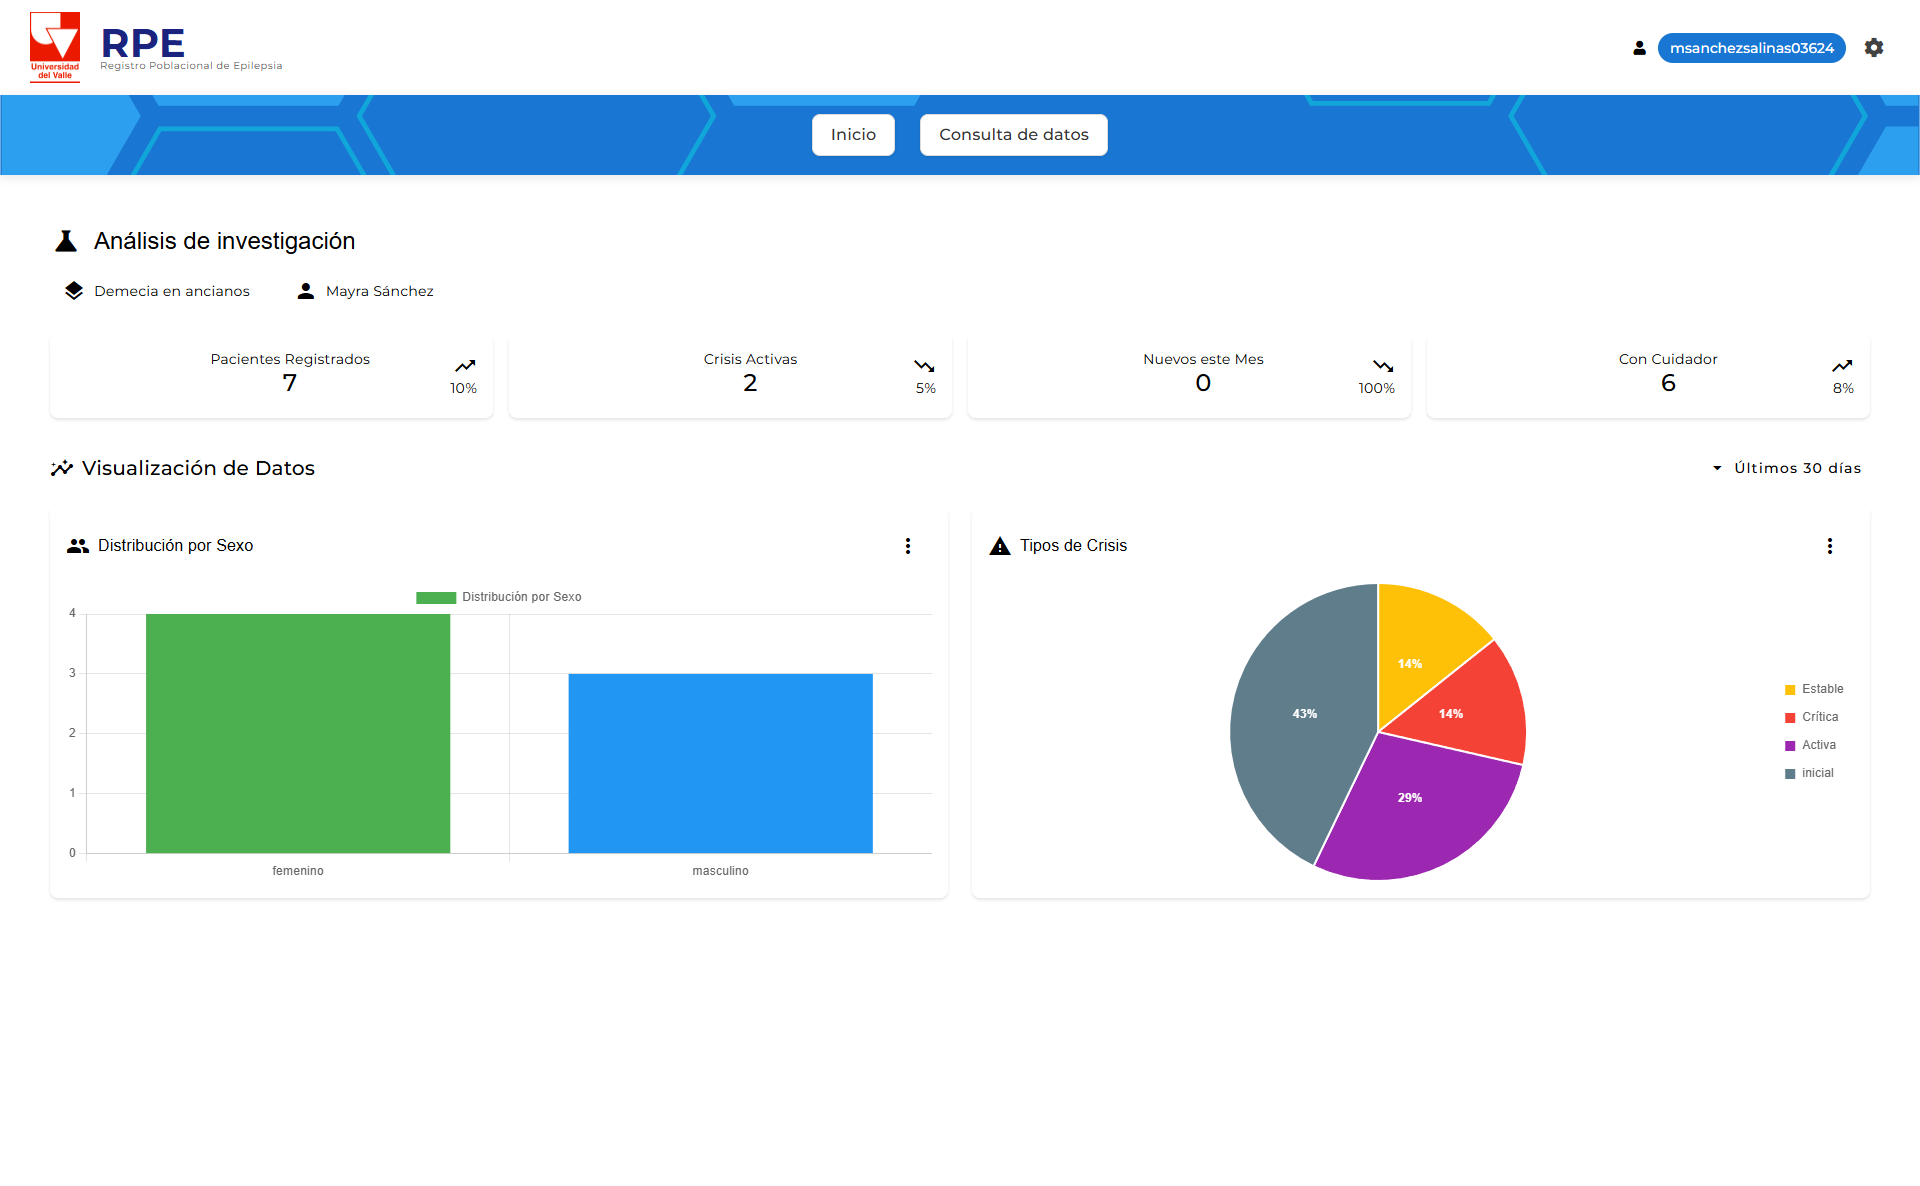 Universidad
del Valle
RPE
Registro Poblacional de Epilepsia
msanchezsalinas03624
Inicio
Consulta de datos
Análisis de investigación
Demecia en ancianos
Mayra Sánchez
Pacientes Registrados
7
10%
Crisis Activas
2
5%
Nuevos este Mes
0
100%
Con Cuidador
6
8%
Visualización de Datos
Últimos 30 días
Distribución por Sexo
Distribución por Sexo
4
3
2
1
0
femenino
masculino
Tipos de Crisis
14%
14%
43%
29%
Estable
Crítica
Activa
inicial